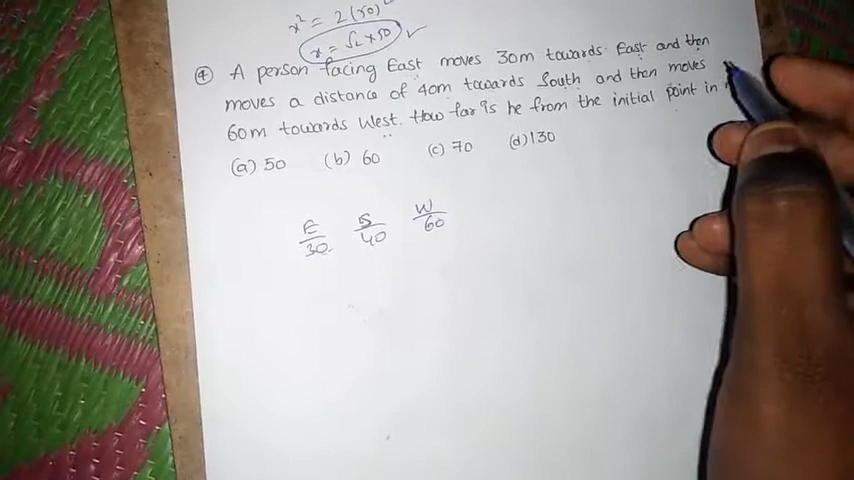 x² = 2(50)²
x = √2 × 50 ✓
④ A person facing East moves 30m towards East and then
moves a distance of 40m towards South and then moves
60m towards West. How far is he from the initial point in
(a) 50 (b) 60 (c) 70 (d) 130
E/30 S/40 W/60